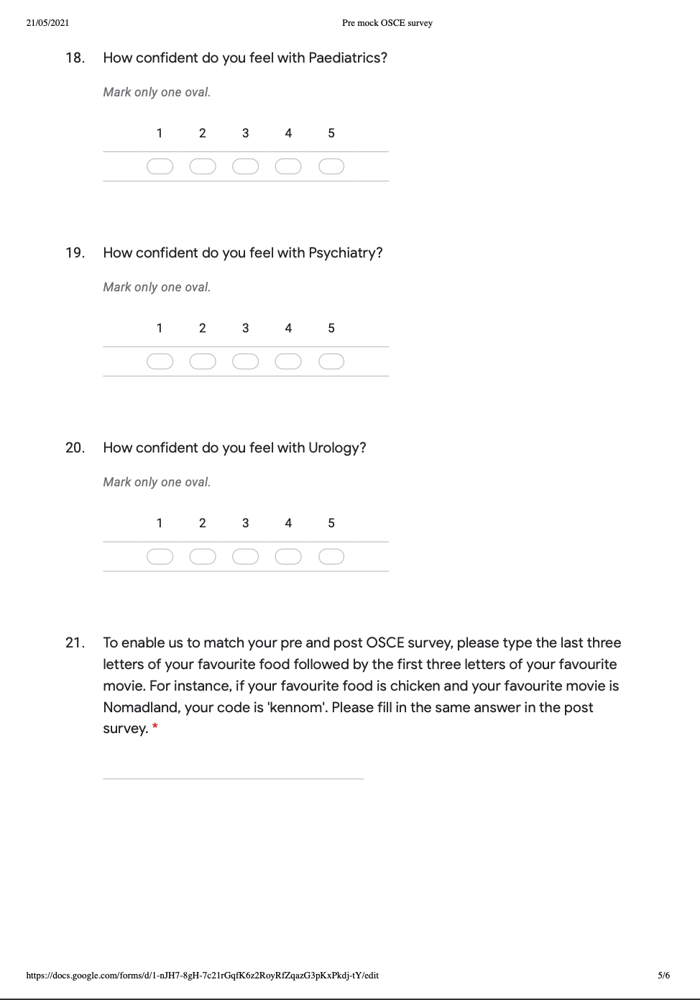 21/05/2021 Pre mock OSCE survey
18. How confident do you feel with Paediatrics?
Mark only one oval.
1 2 3 4 5
19. How confident do you feel with Psychiatry?
Mark only one oval.
1 2 3 4 5
20. How confident do you feel with Urology?
Mark only one oval.
1 2 3 4 5
21. To enable us to match your pre and post OSCE survey, please type the last three
letters of your favourite food followed by the first three letters of your favourite
movie. For instance, if your favourite food is chicken and your favourite movie is
Nomadland, your code is 'kennom'. Please fill in the same answer in the post
survey. *
https://docs.google.com/forms/d/1-nJH7-8gH-7c21rGqfK6z2RoyRfZqazG3pKxPkdj-tY/edit 5/6